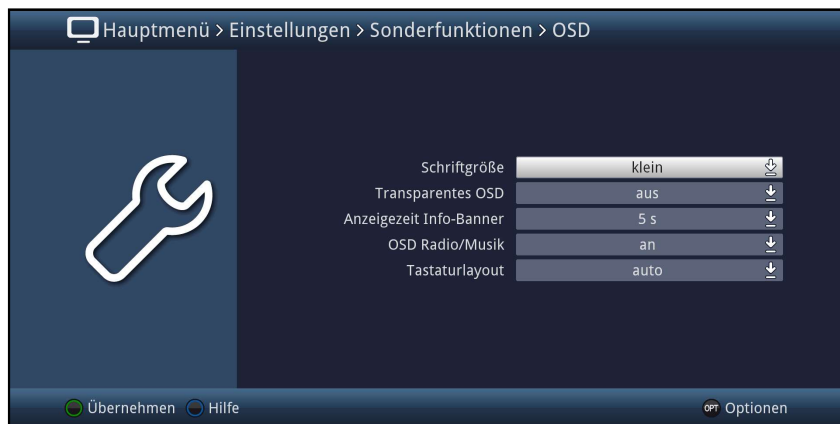 Hauptmenü > Einstellungen > Sonderfunktionen > OSD
Schriftgröße klein
Transparentes OSD aus
Anzeigezeit Info-Banner 5 s
OSD Radio/Musik an
Tastaturlayout auto
Übernehmen Hilfe OPT Optionen